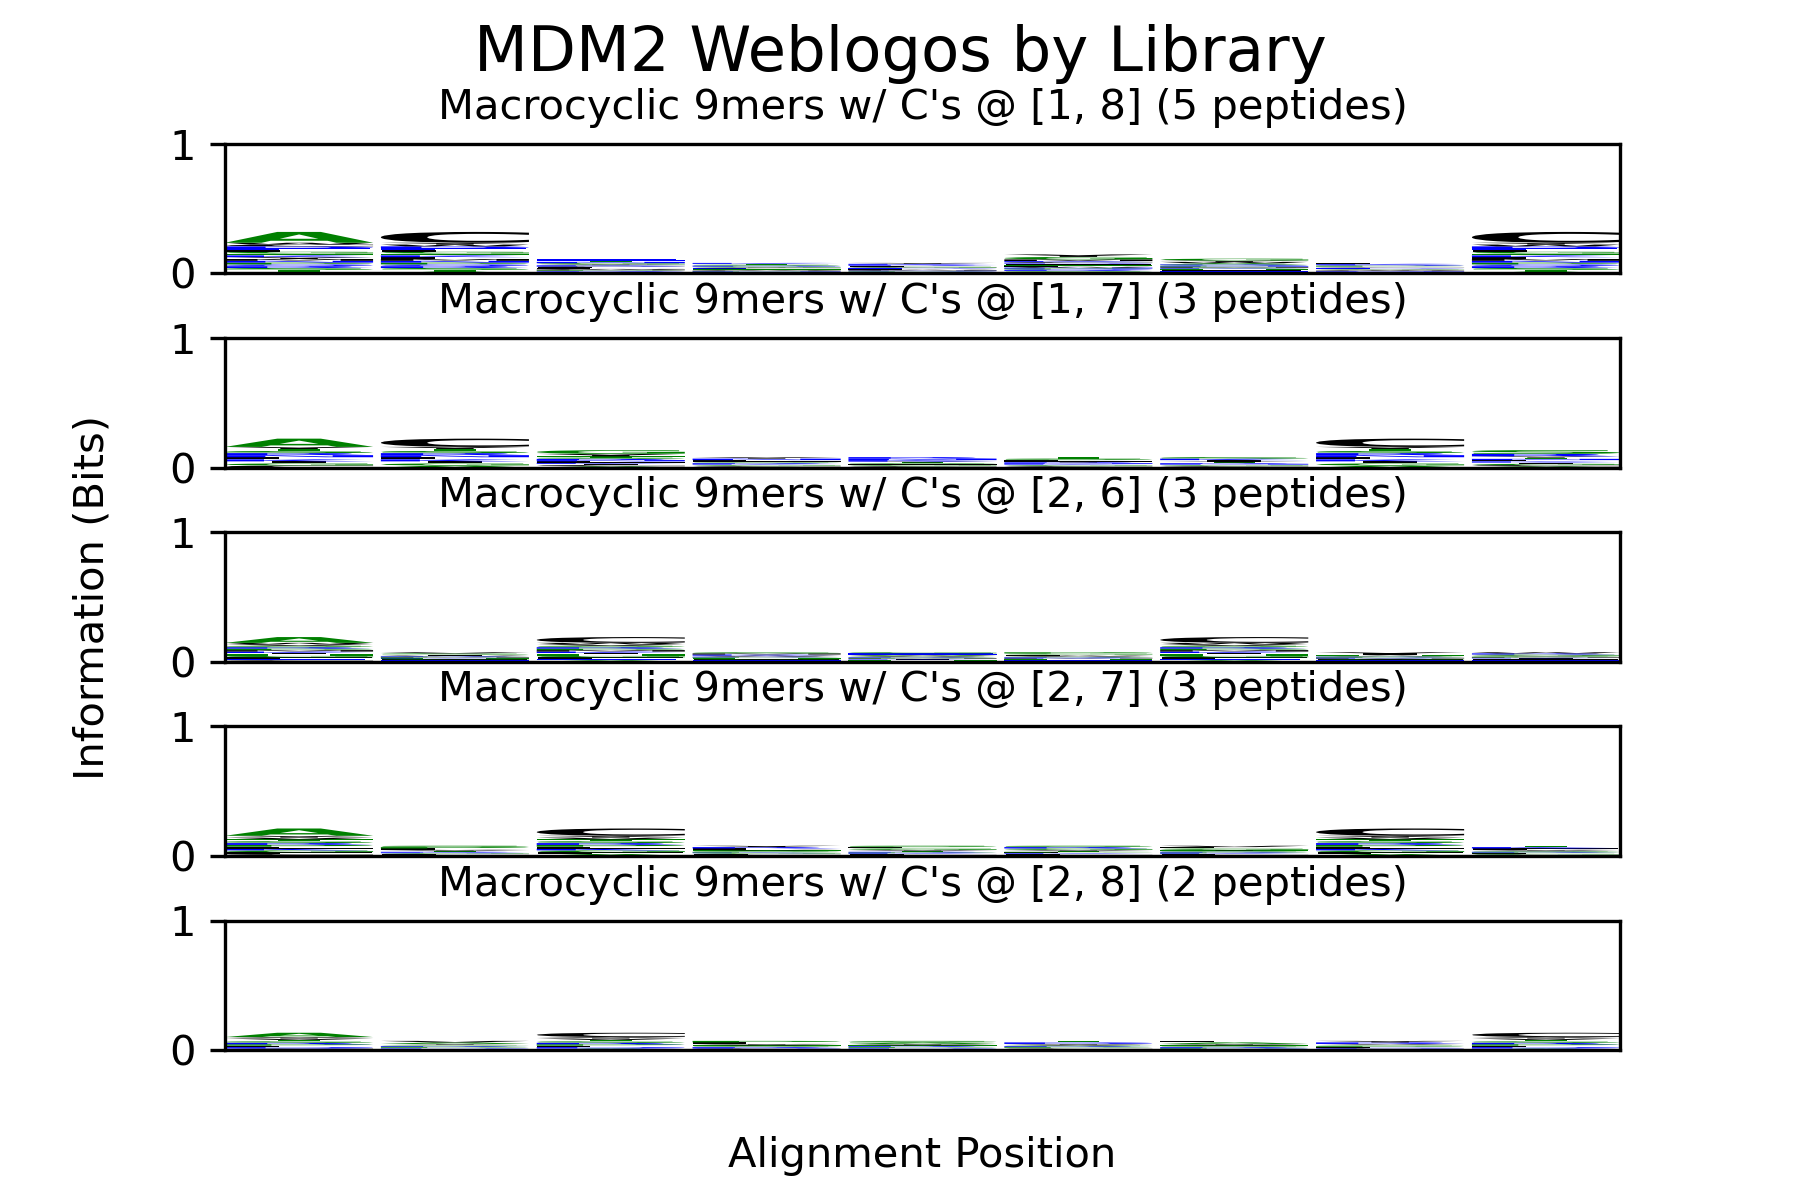 MDM2 Weblogos by Library
Macrocyclic 9mers w/ C's @ [1, 8] (5 peptides)
1
A C C
0
Macrocyclic 9mers w/ C's @ [1, 7] (3 peptides)
1
A C C
0
Macrocyclic 9mers w/ C's @ [2, 6] (3 peptides)
1
A C C
0
Macrocyclic 9mers w/ C's @ [2, 7] (3 peptides)
1
A C C
0
Macrocyclic 9mers w/ C's @ [2, 8] (2 peptides)
1
A C C
0
Information (Bits)
Alignment Position